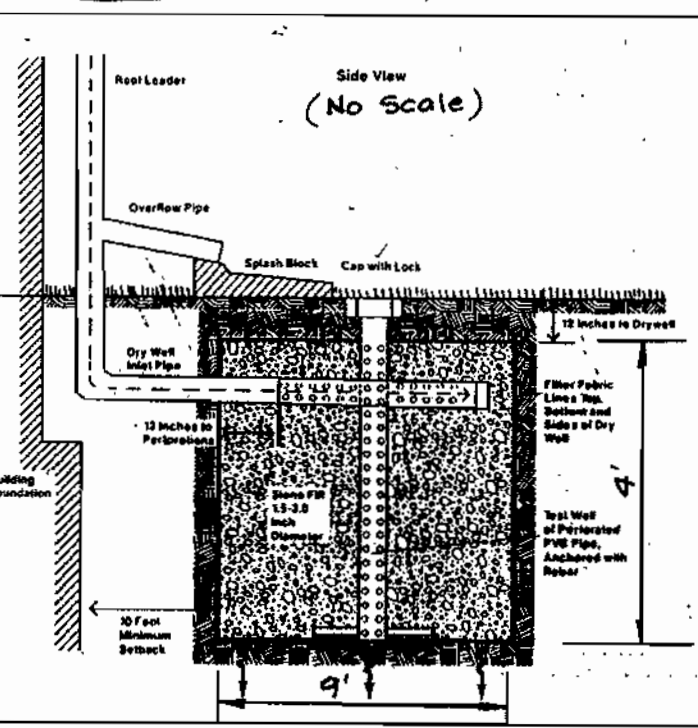 Roof Leader
Side View
(No Scale)
Overflow Pipe
Splash Block
Cap with Lock
12 Inches to Drywell
Dry Well
Inlet Pipe
Filter Fabric
Lines Top,
Bottom and
Sides of Dry
Well
12 Inches to
Perforations
4'
uilding
oundation
Stone Fill
1.5-3.0
Inch
Diameter
Test Well
of Perforated
PVC Pipe,
Anchored with
Rebar
10 Foot
Minimum
Setback
9'